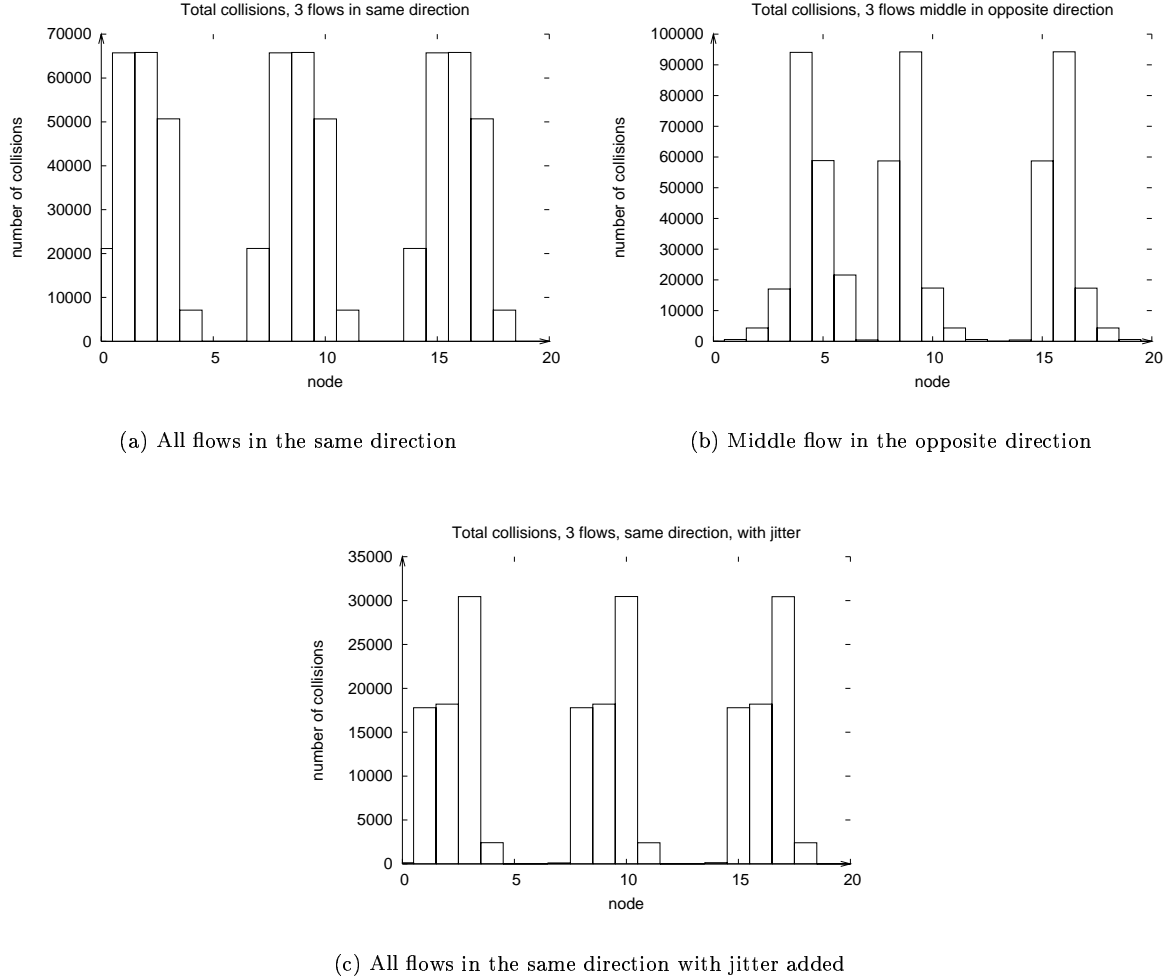 Total collisions, 3 flows in same direction
70000
60000
50000
40000
30000
20000
10000
0
number of collisions
0 5 10 15 20
node
(a) All flows in the same direction
Total collisions, 3 flows middle in opposite direction
100000
90000
80000
70000
60000
50000
40000
30000
20000
10000
0
number of collisions
0 5 10 15 20
node
(b) Middle flow in the opposite direction
Total collisions, 3 flows, same direction, with jitter
35000
30000
25000
20000
15000
10000
5000
0
number of collisions
0 5 10 15 20
node
(c) All flows in the same direction with jitter added